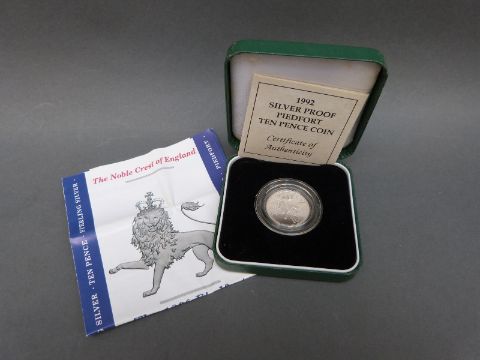 1992
SILVER PROOF
PIEDFORT
TEN PENCE COIN
Certificate of
Authenticity
The Noble Crest of England
SILVER · TEN PENCE · STERLING SILVER ·
PIEDFORT ·